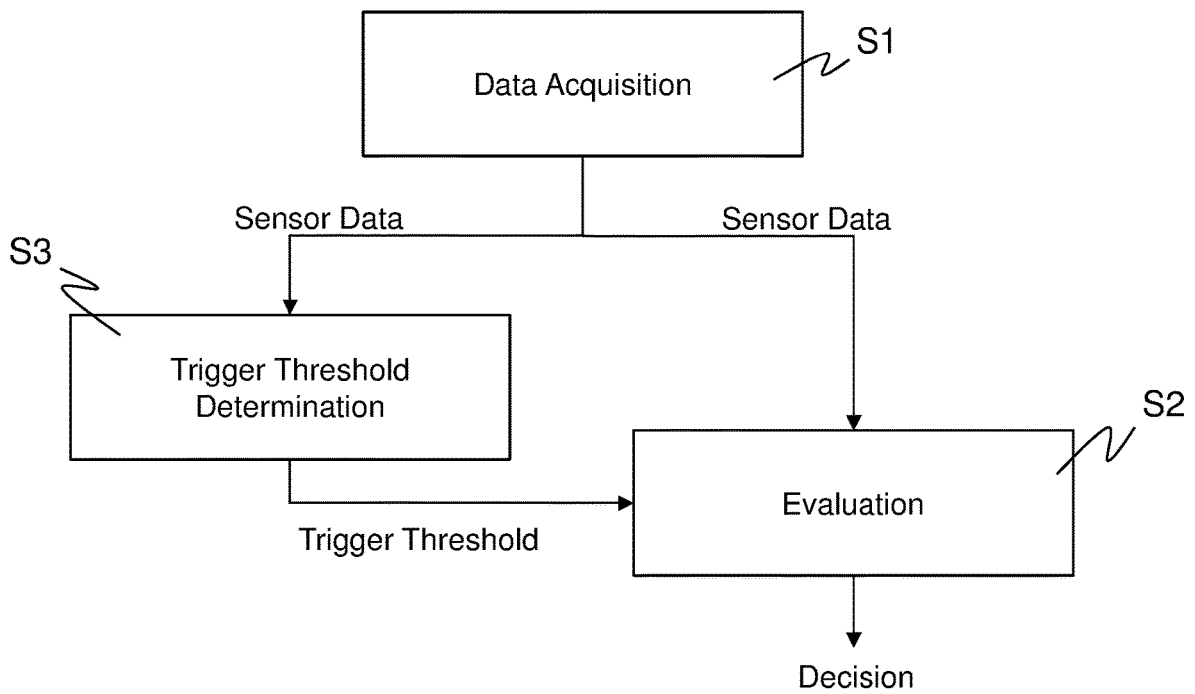 S1
Data Acquisition
Sensor Data
Sensor Data
S3
Trigger Threshold
Determination
S2
Evaluation
Trigger Threshold
Decision